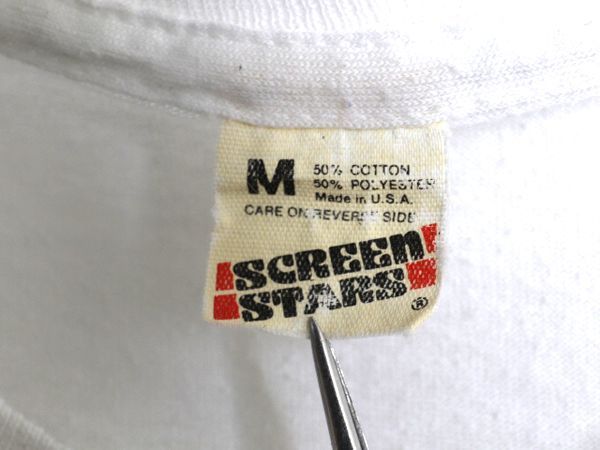 M
50% COTTON
50% POLYESTER
Made in U.S.A.
CARE ON REVERSE SIDE
SCREEN
STARS
®